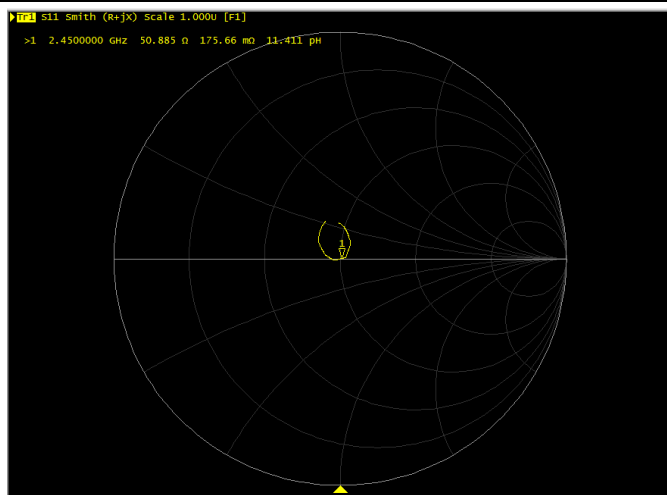 Tr1 S11 Smith (R+jX) Scale 1.000U [F1]
>1 2.4500000 GHz 50.885 Ω 175.66 mΩ 11.411 pH
1